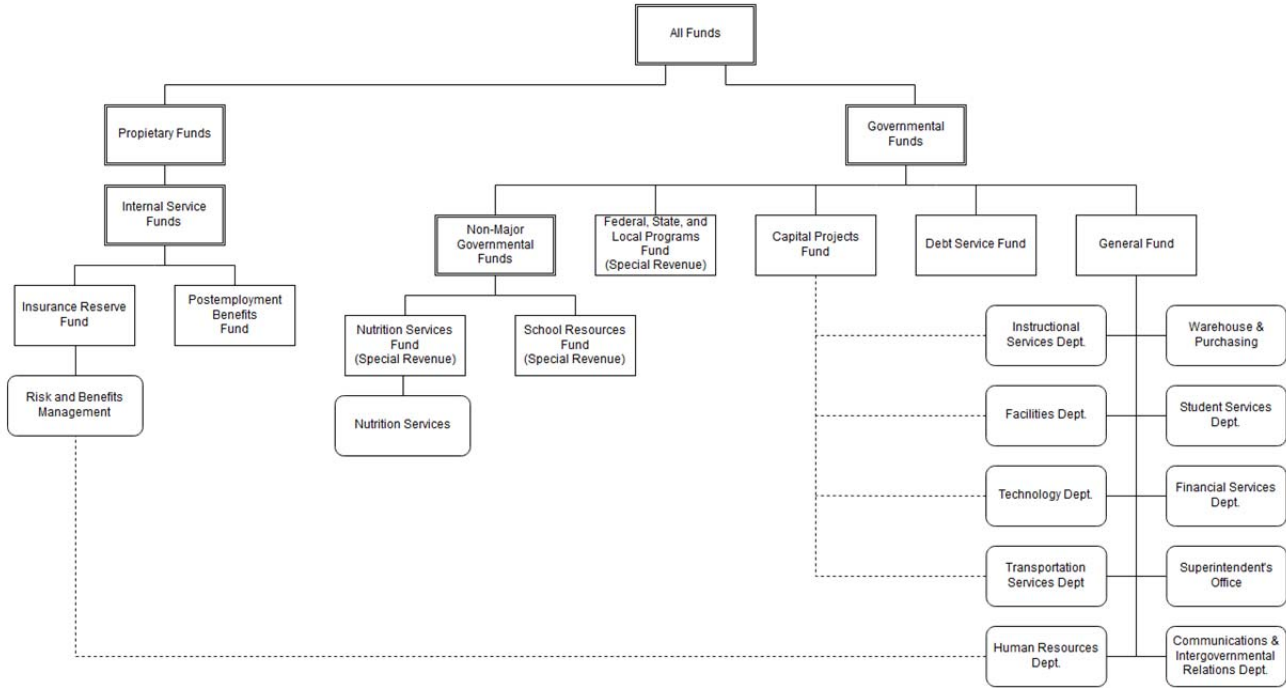 All Funds
Propietary Funds
Governmental
Funds
Internal Service
Funds
Non-Major
Governmental
Funds
Federal, State, and
Local Programs
Fund
(Special Revenue)
Capital Projects
Fund
Debt Service Fund
General Fund
Insurance Reserve
Fund
Postemployment
Benefits
Fund
Nutrition Services
Fund
(Special Revenue)
School Resources
Fund
(Special Revenue)
Instructional
Services Dept.
Warehouse &
Purchasing
Risk and Benefits
Management
Nutrition Services
Facilities Dept.
Student Services
Dept.
Technology Dept.
Financial Services
Dept.
Transportation
Services Dept
Superintendent's
Office
Human Resources
Dept.
Communications &
Intergovernmental
Relations Dept.